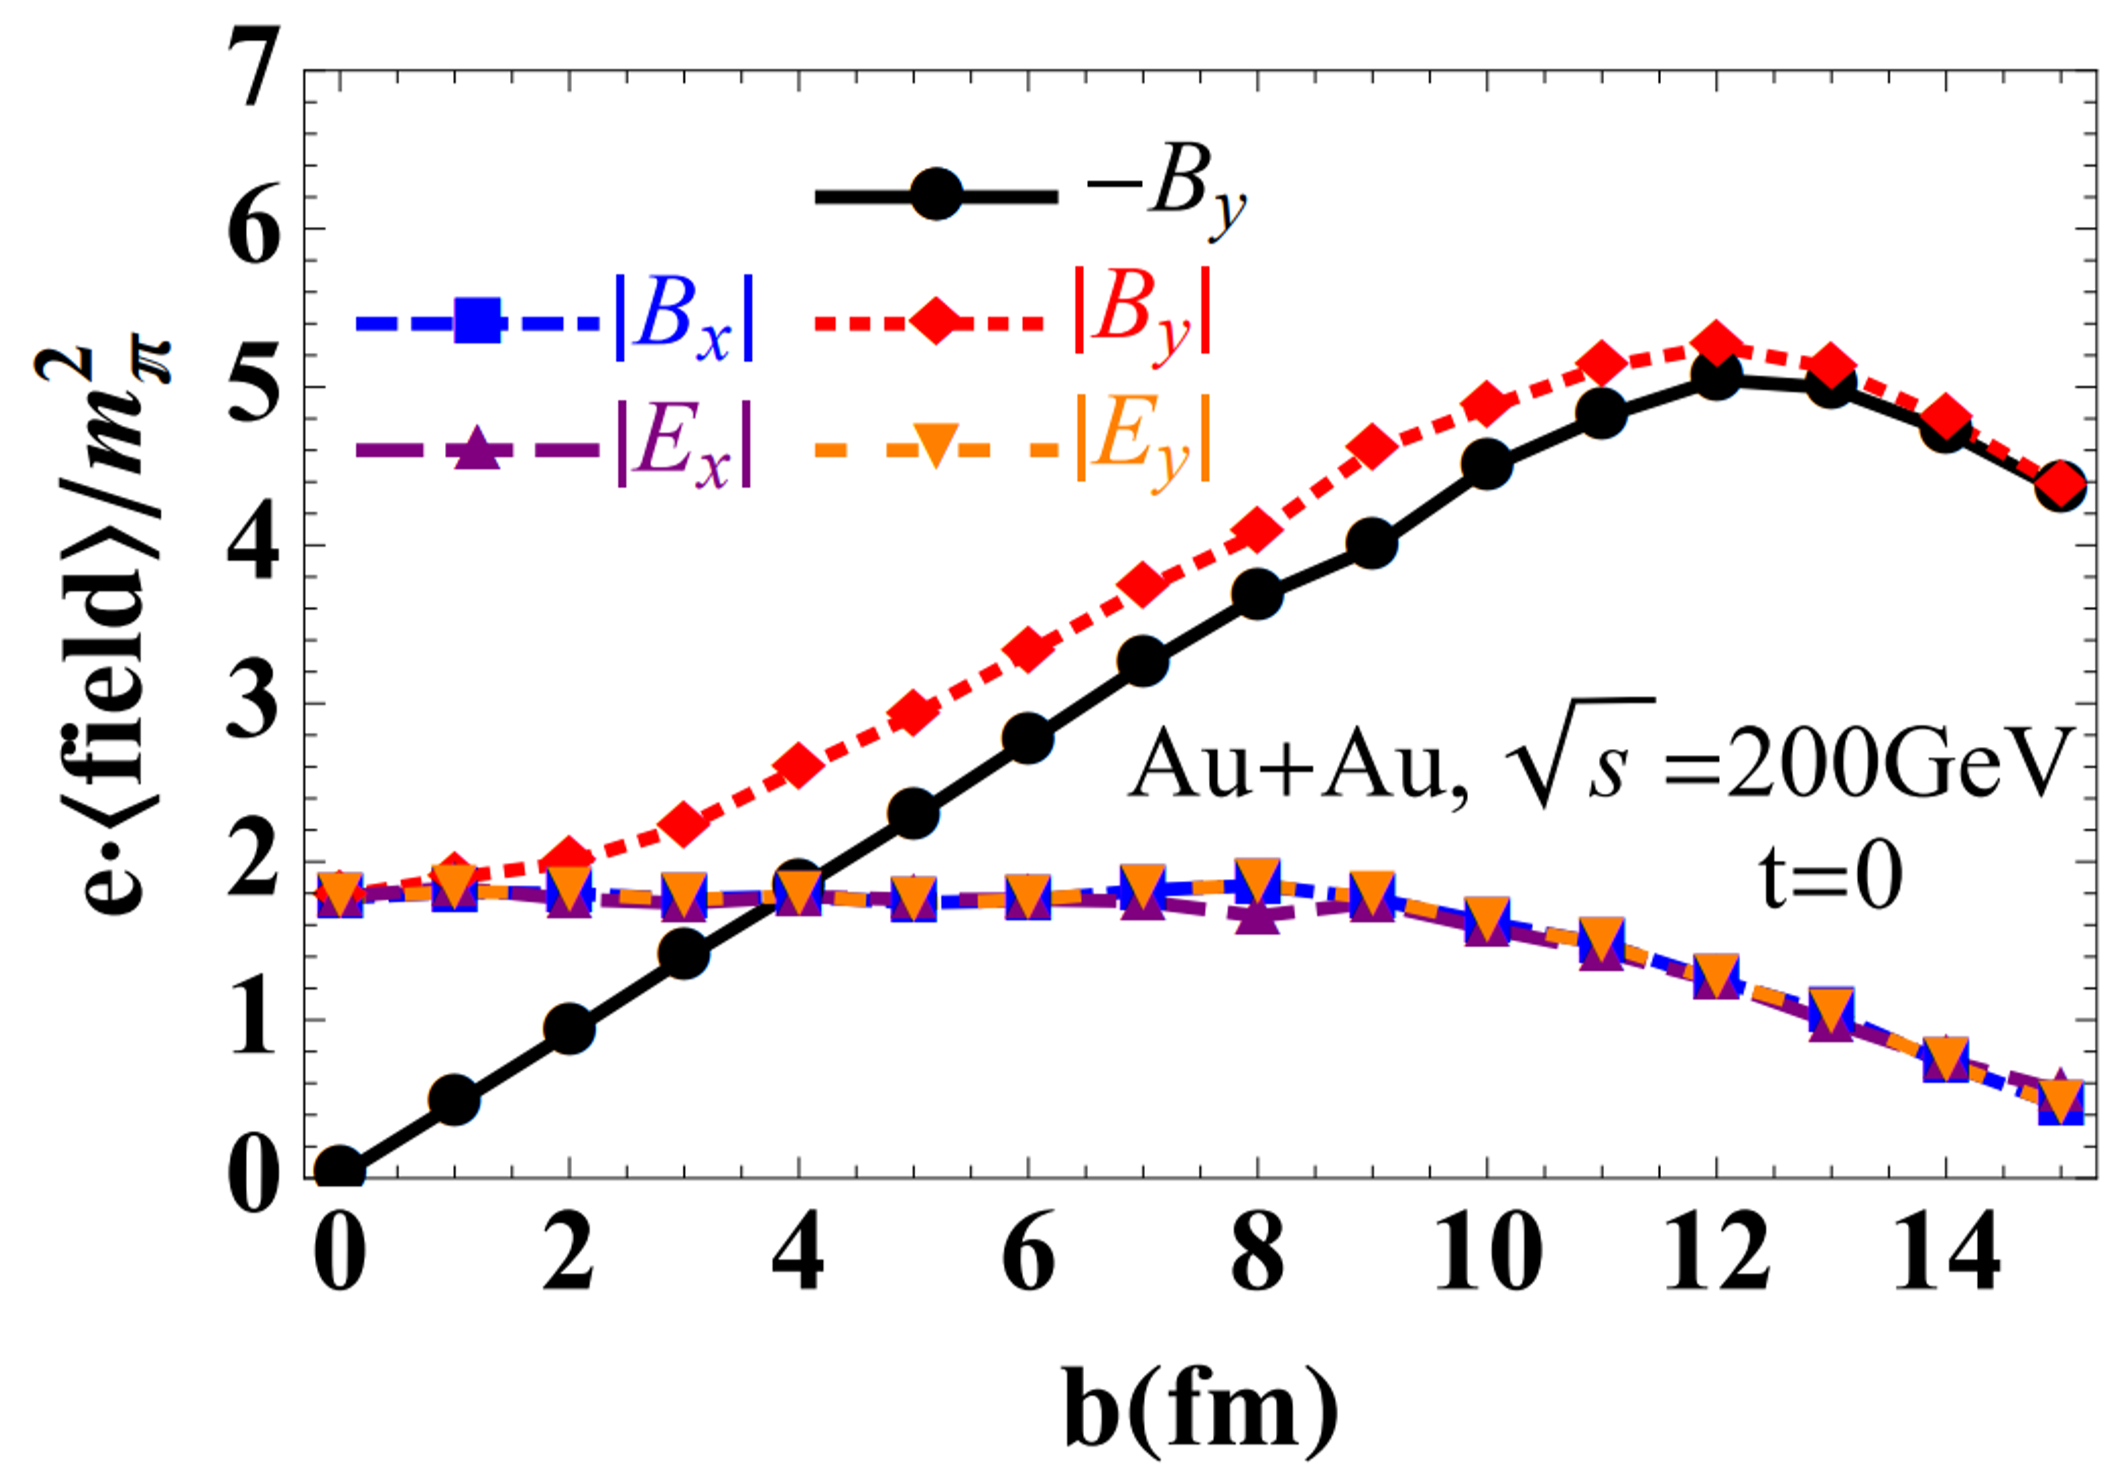 7
6
5
4
3
2
1
0
e·⟨field⟩/m²π
−By
|Bx| |By|
|Ex| |Ey|
Au+Au, √s =200GeV
t=0
0 2 4 6 8 10 12 14
b(fm)